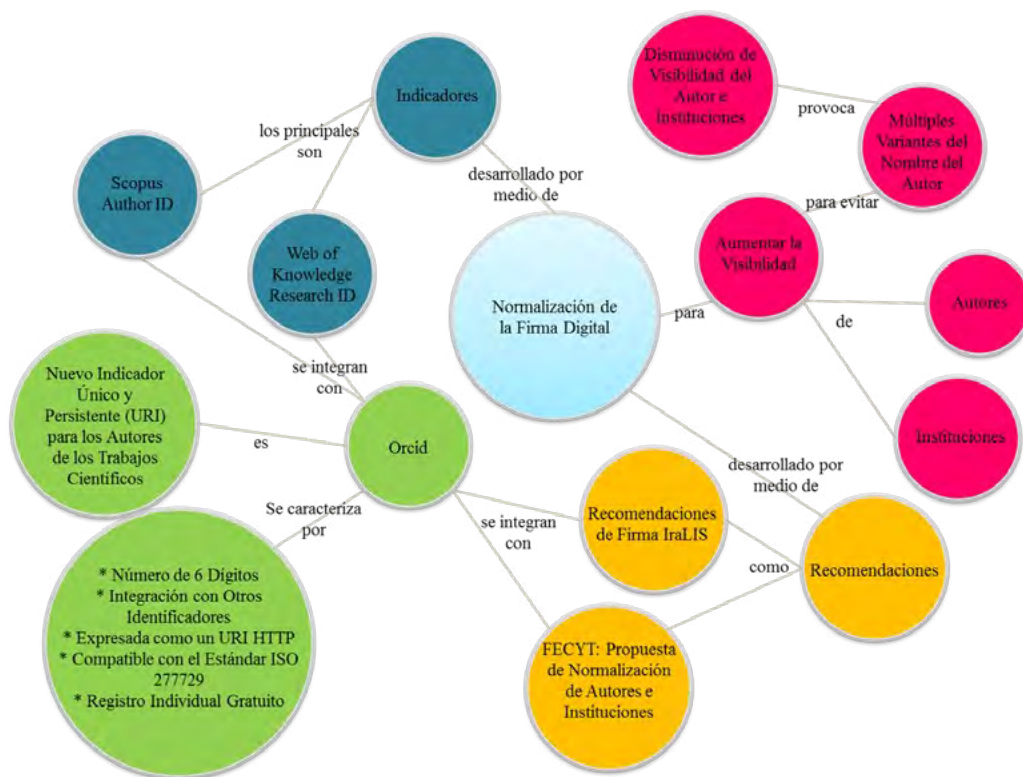 Disminución de
Visibilidad del
Autor e
Instituciones
provoca
Múltiples
Variantes del
Nombre del
Autor
para evitar
Aumentar la
Visibilidad
de
Autores
Instituciones
para
Indicadores
los principales
son
Scopus
Author ID
Web of
Knowledge
Research ID
desarrollado por
medio de
Normalización de
la Firma Digital
se integran
con
Nuevo Indicador
Único y
Persistente (URI)
para los Autores
de los Trabajos
Científicos
es
Orcid
Se caracteriza
por
* Número de 6 Dígitos
* Integración con Otros
Identificadores
* Expresada como un URI HTTP
* Compatible con el Estándar ISO
277729
* Registro Individual Gratuito
se integran
con
Recomendaciones
de Firma IraLIS
FECYT: Propuesta
de Normalización
de Autores e
Instituciones
como
Recomendaciones
desarrollado por
medio de